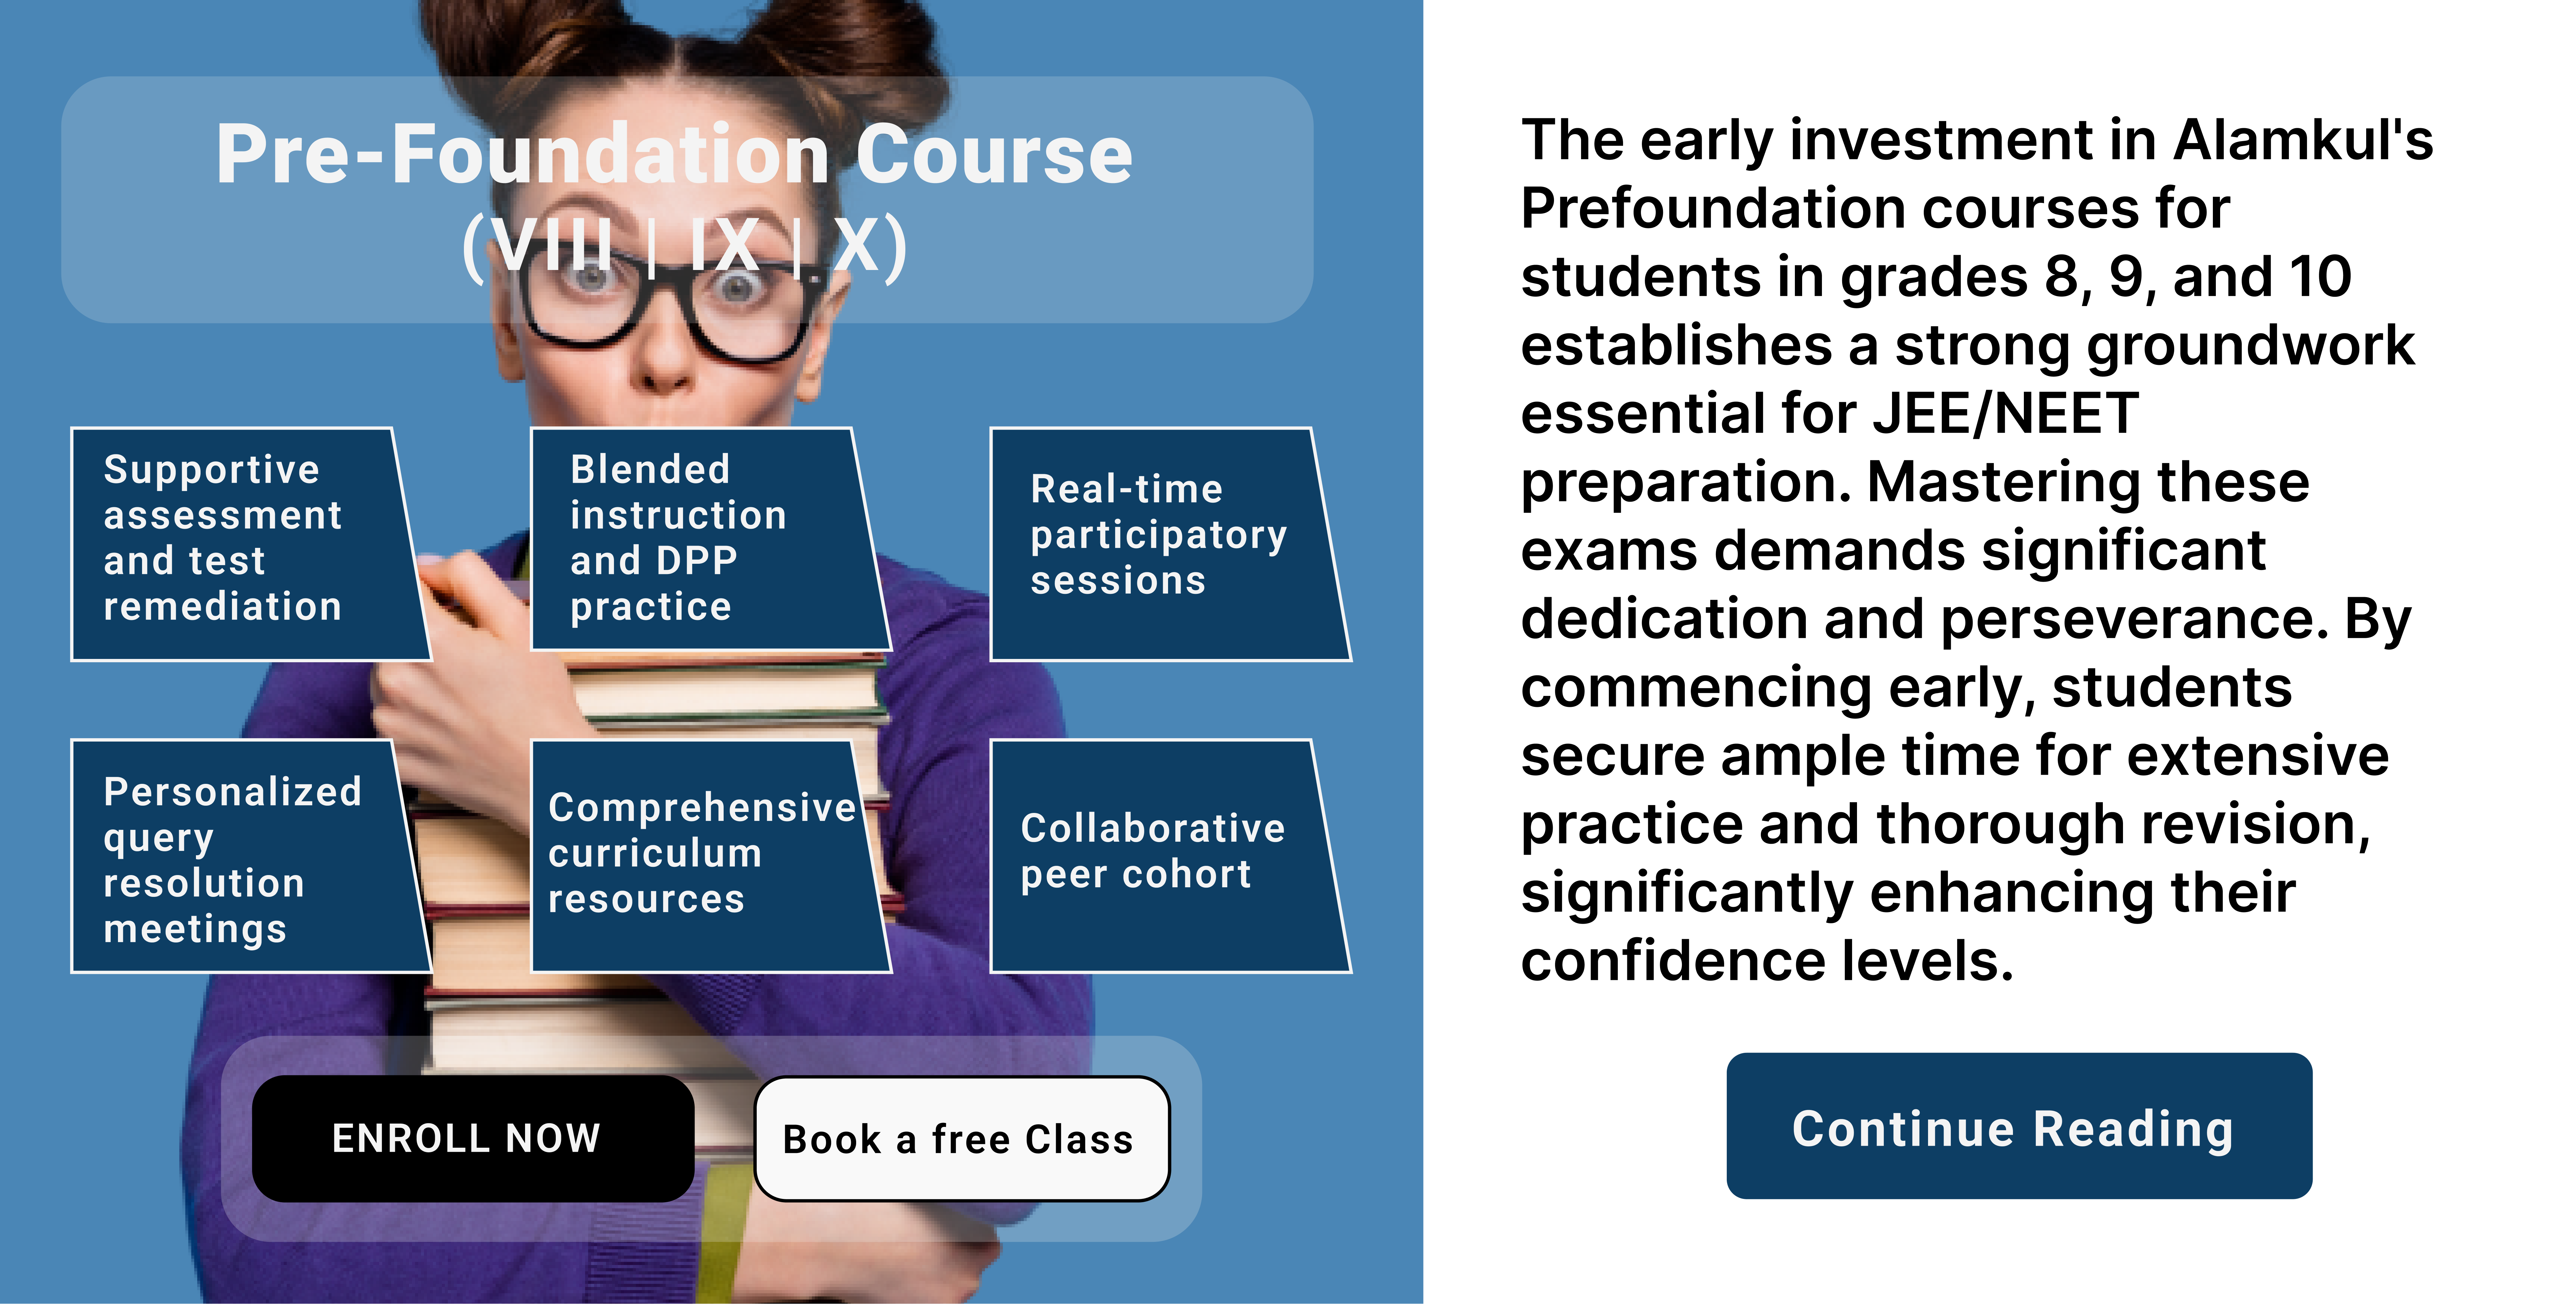 Pre-Foundation Course
(VIII | IX | X)
Supportive
assessment
and test
remediation
Blended
instruction
and DPP
practice
Real-time
participatory
sessions
Personalized
query
resolution
meetings
Comprehensive
curriculum
resources
Collaborative
peer cohort
ENROLL NOW
Book a free Class
The early investment in Alamkul's
Prefoundation courses for
students in grades 8, 9, and 10
establishes a strong groundwork
essential for JEE/NEET
preparation. Mastering these
exams demands significant
dedication and perseverance. By
commencing early, students
secure ample time for extensive
practice and thorough revision,
significantly enhancing their
confidence levels.
Continue Reading